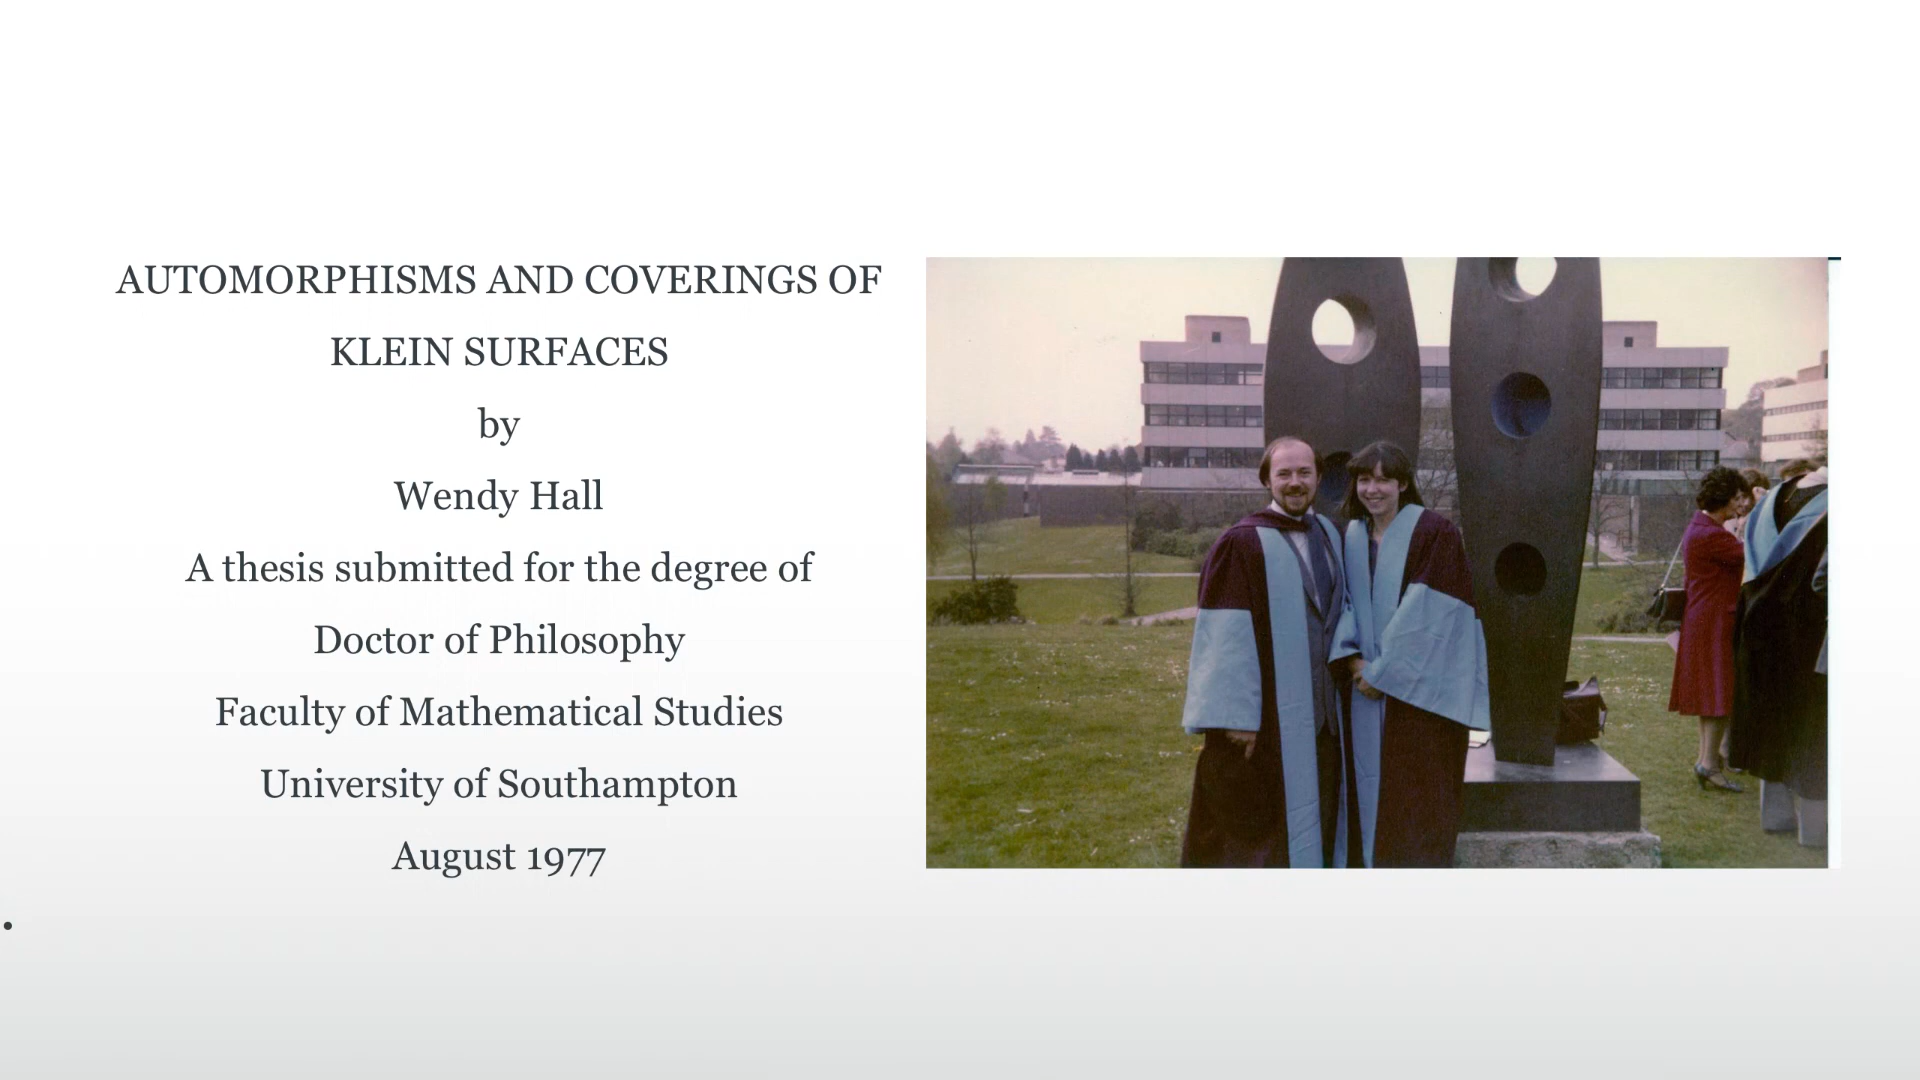 AUTOMORPHISMS AND COVERINGS OF
KLEIN SURFACES
by
Wendy Hall
A thesis submitted for the degree of
Doctor of Philosophy
Faculty of Mathematical Studies
University of Southampton
August 1977